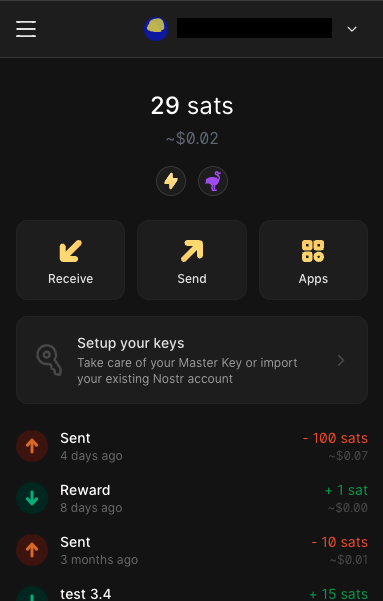 29 sats
~$0.02
Receive
Send
Apps
Setup your keys
Take care of your Master Key or import
your existing Nostr account
Sent
- 100 sats
4 days ago
~$0.07
Reward
+ 1 sat
8 days ago
~$0.00
Sent
- 10 sats
3 months ago
~$0.01
test 3.4
+ 15 sats